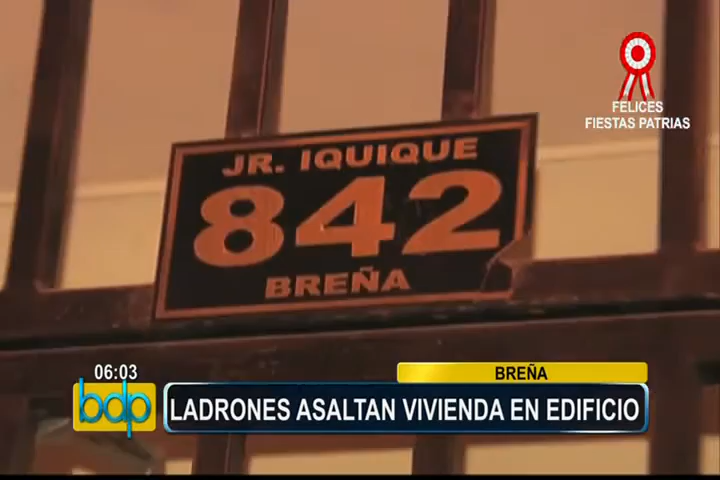 FELICES
FIESTAS PATRIAS
JR. IQUIQUE
842
BREÑA
06:03
BREÑA
bdp
LADRONES ASALTAN VIVIENDA EN EDIFICIO